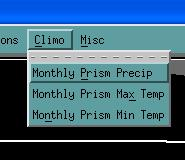 ons Climo Misc
Monthly Prism Precip
Monthly Prism Max Temp
Monthly Prism Min Temp